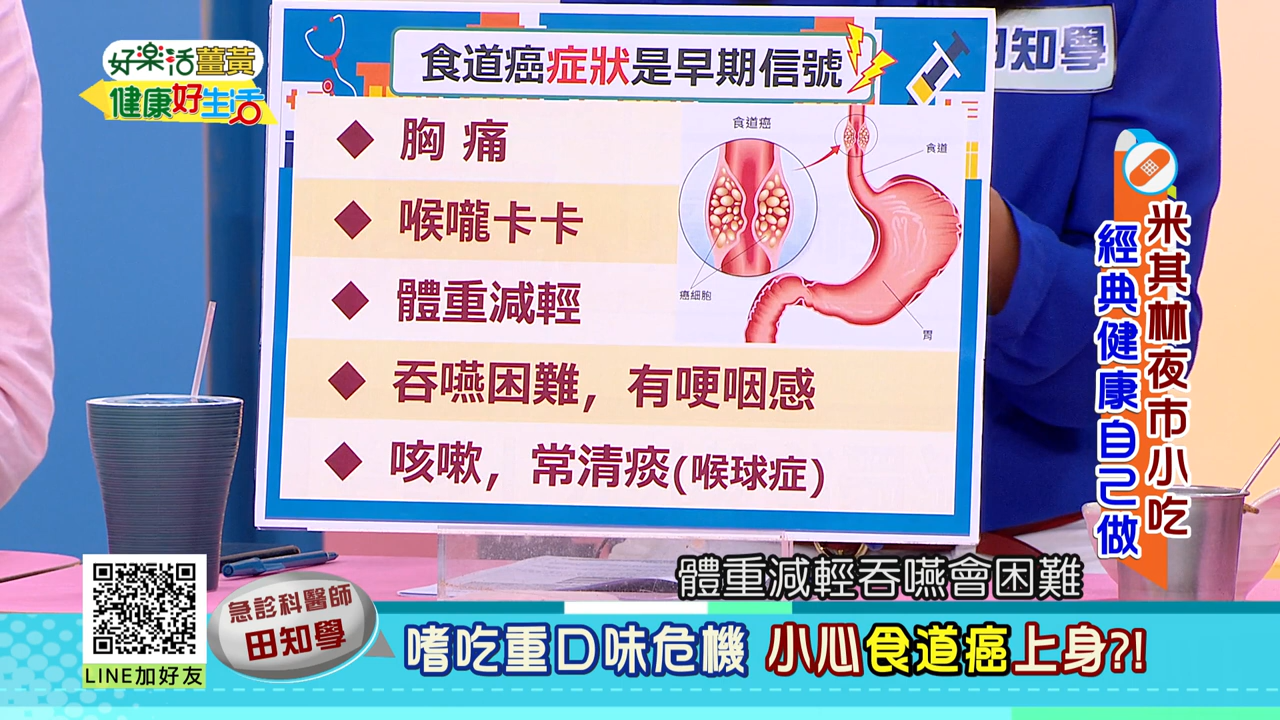 好樂活薑黃
健康好生活
食道癌症狀是早期信號
田知學
◆ 胸痛
◆ 喉嚨卡卡
◆ 體重減輕
◆ 吞嚥困難，有哽咽感
◆ 咳嗽，常清痰(喉球症)
食道癌
食道
癌細胞
胃
米其林夜市小吃
經典健康自己做
體重減輕吞嚥會困難
LINE加好友
急診科醫師
田知學
嗜吃重口味危機 小心食道癌上身?!